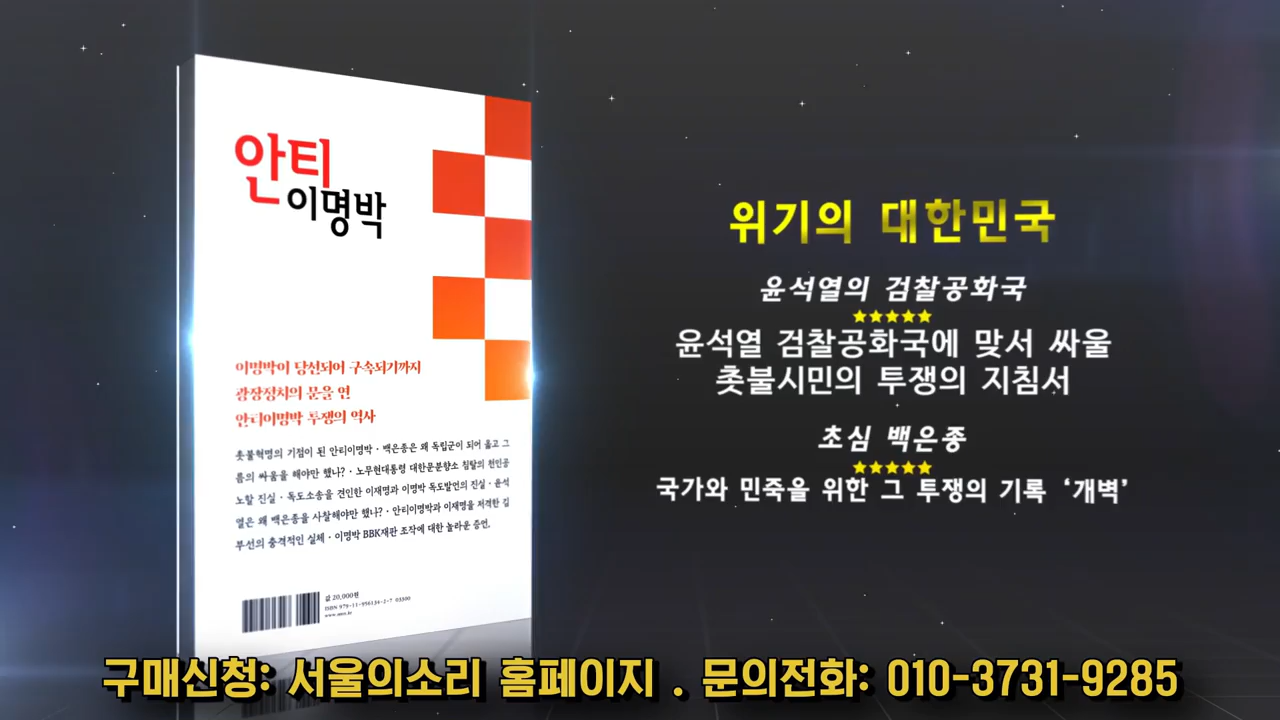 안티
이명박
이명박이 당선되어 구속되기까지
광장정치의 문을 연
안티이명박 투쟁의 역사
촛불혁명의 기점이 된 안티이명박 · 백은종은 왜 독립군이 되어 옳고 그
름의 싸움을 해야만 했나? · 노무현대통령 대한문분향소 침탈의 천인공
노할 진실 · 독도소송을 견인한 이재명과 이명박 독도발언의 진실 · 윤석
열은 왜 백은종을 사찰해야만 했나? · 안티이명박과 이재명을 저격한 김
부선의 충격적인 실체 · 이명박 BBK재판 조작에 대한 놀라운 증언.
값 20,000원
위기의 대한민국
윤석열의 검찰공화국
★★★★★
윤석열 검찰공화국에 맞서 싸울
촛불시민의 투쟁의 지침서
초심 백은종
★★★★★
국가와 민족을 위한 그 투쟁의 기록 ‘개벽’
구매신청: 서울의소리 홈페이지 . 문의전화: 010-3731-9285